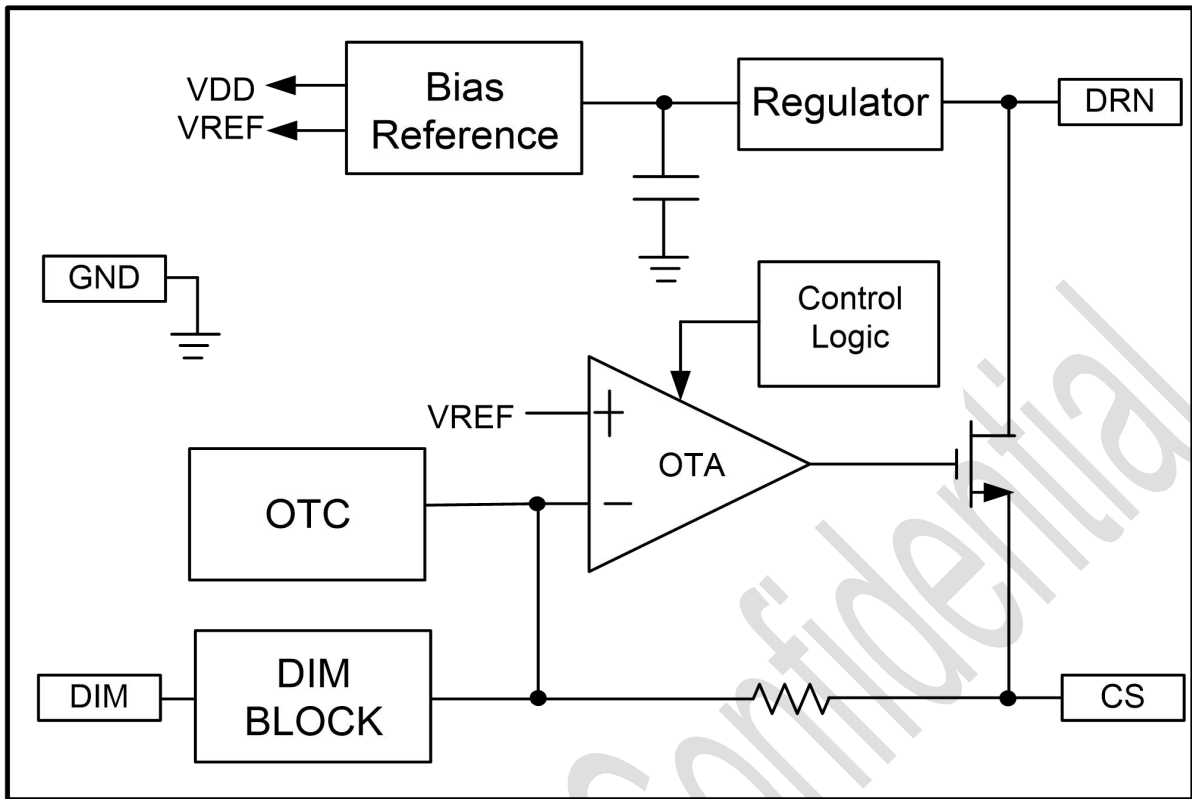 VDD
VREF
Bias
Reference
Regulator
DRN
GND
Control
Logic
VREF
+
−
OTA
OTC
DIM
DIM
BLOCK
CS
Confidential